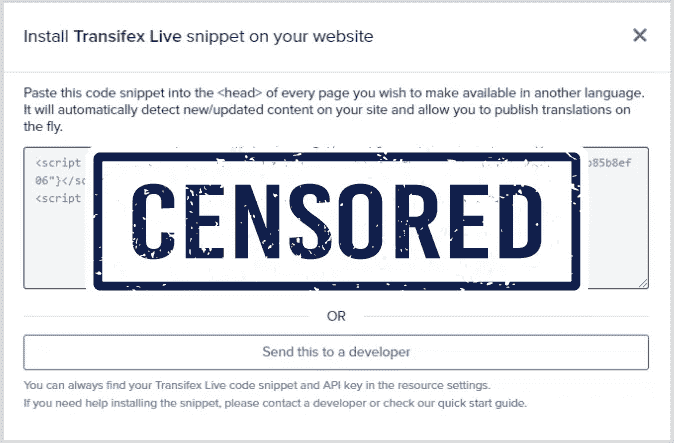 Install Transifex Live snippet on your website
Paste this code snippet into the <head> of every page you wish to make available in another language.
It will automatically detect new/updated content on your site and allow you to publish translations on
the fly.
<script
b85b8ef
06"}</sc
<script
CENSORED
OR
Send this to a developer
You can always find your Transifex Live code snippet and API key in the resource settings.
If you need help installing the snippet, please contact a developer or check our quick start guide.